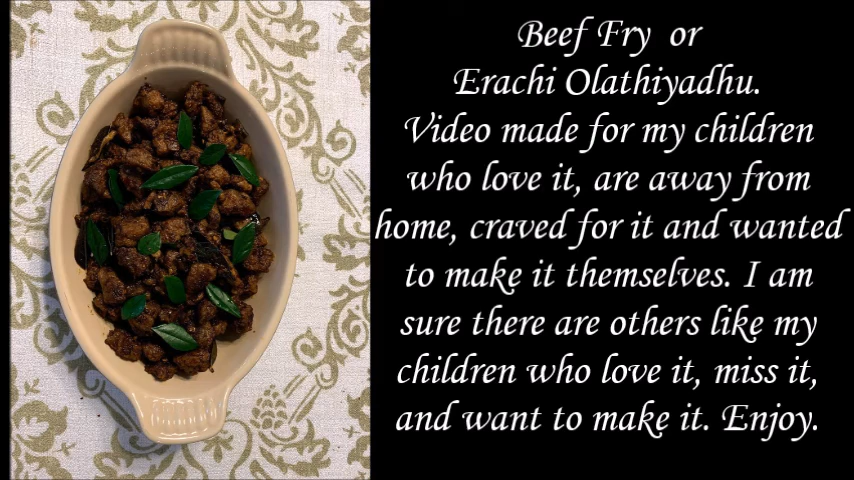 Beef Fry or
Erachi Olathiyadhu.
Video made for my children
who love it, are away from
home, craved for it and wanted
to make it themselves. I am
sure there are others like my
children who love it, miss it,
and want to make it. Enjoy.